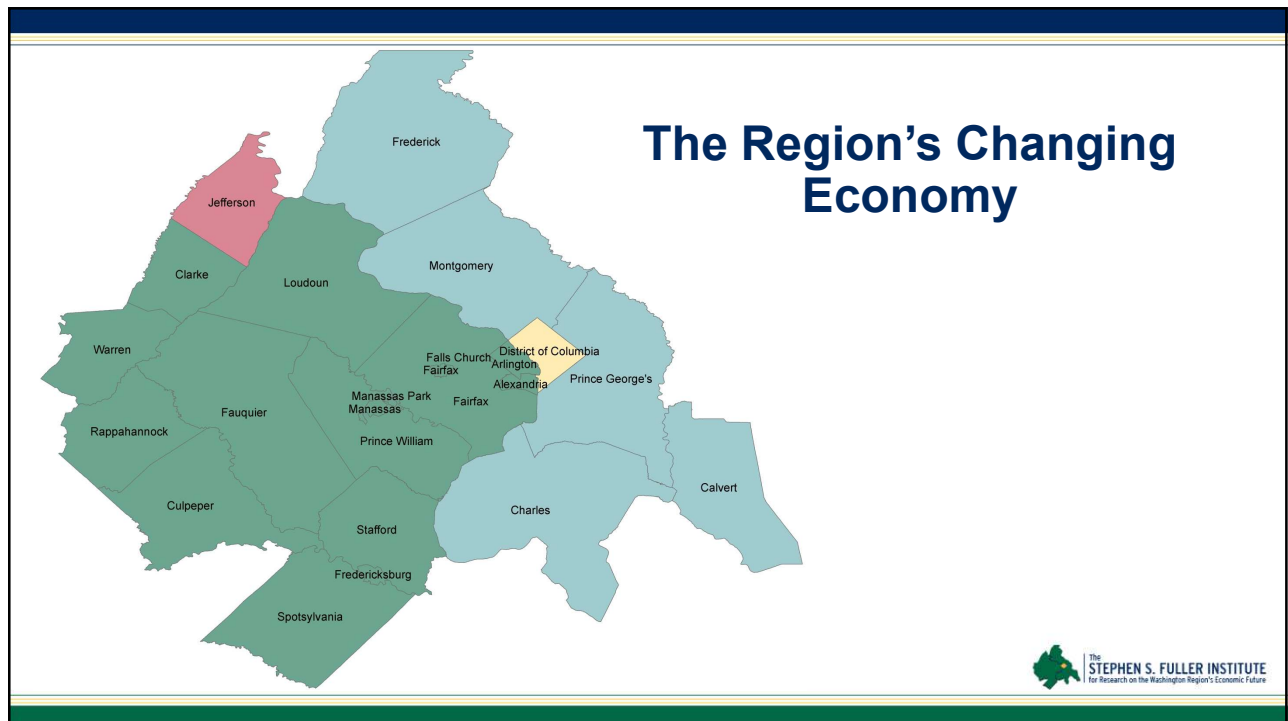 The Region's Changing
Economy
Frederick
Jefferson
Montgomery
Clarke
Loudoun
Warren
District of Columbia
Falls Church
Arlington
Fairfax
Prince George's
Alexandria
Manassas Park
Fairfax
Manassas
Fauquier
Rappahannock
Prince William
Calvert
Culpeper
Charles
Stafford
Fredericksburg
Spotsylvania
The
STEPHEN S. FULLER INSTITUTE
for Research on the Washington Region's Economic Future